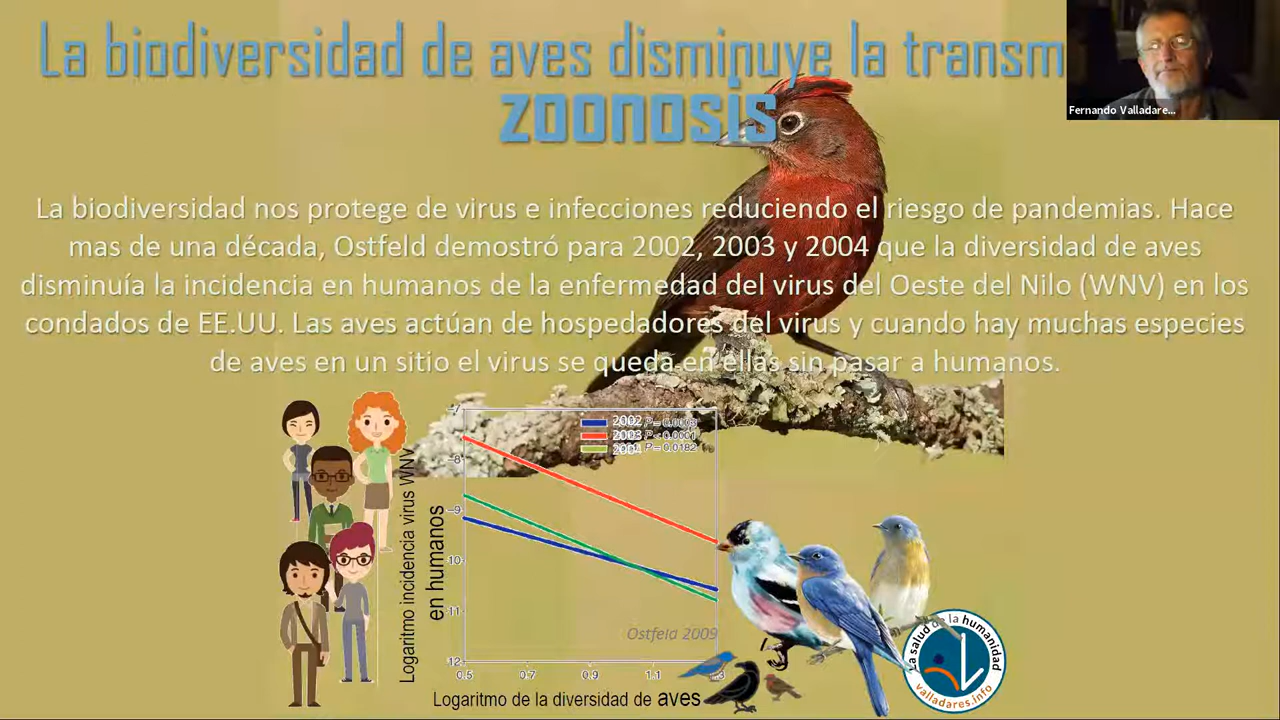 La biodiversidad de aves disminuye la transm
zoonosis
Fernando Valladare...
La biodiversidad nos protege de virus e infecciones reduciendo el riesgo de pandemias. Hace
mas de una década, Ostfeld demostró para 2002, 2003 y 2004 que la diversidad de aves
disminuía la incidencia en humanos de la enfermedad del virus del Oeste del Nilo (WNV) en los
condados de EE.UU. Las aves actúan de hospedadores del virus y cuando hay muchas especies
de aves en un sitio el virus se queda en ellas sin pasar a humanos.
Logaritmo incidencia virus WNV
en humanos
-7
-8
-9
-10
-11
-12
2002 P = 0.0003
2003 P < 0.0001
P = 0.0182
Ostfeld 2009
0.5 0.7 0.9 1.1
Logaritmo de la diversidad de aves
La salud de la humanidad
valladares.info